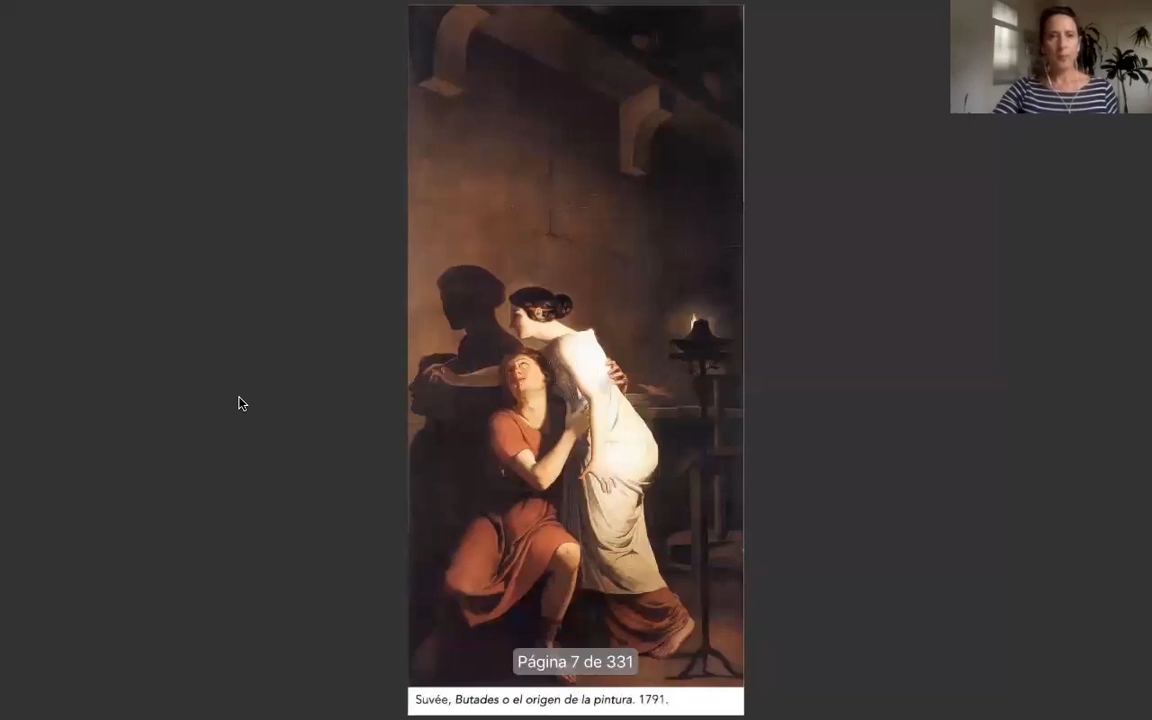 Página 7 de 331
Suvée, Butades o el origen de la pintura. 1791.